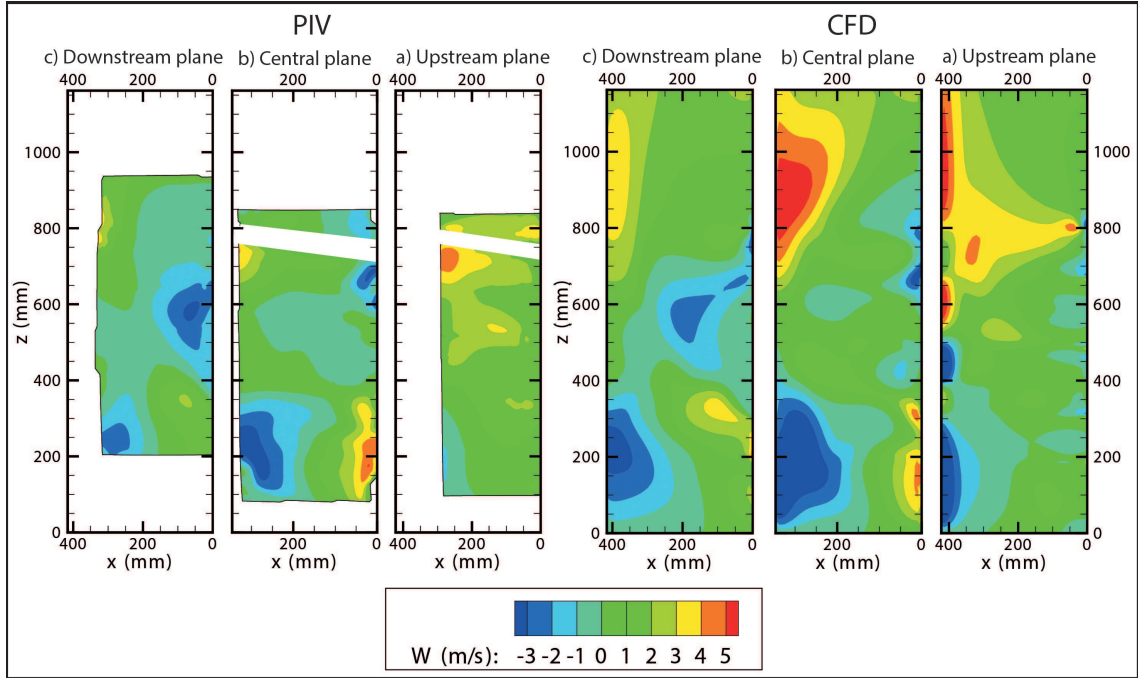 PIV CFD
c) Downstream plane b) Central plane a) Upstream plane c) Downstream plane b) Central plane a) Upstream plane
400 200 0 200 0 400 200 0 400 200 0 200 0 400 200 0
1000 1000 1000
800 800 800
z (mm) z (mm)
600 600 600
400 400 400
200 200 200
0 0 0
400 200 0 200 0 400 200 0 400 200 0 200 0 400 200 0
x (mm) x (mm) x (mm) x (mm) x (mm) x (mm)
W (m/s): -3 -2 -1 0 1 2 3 4 5